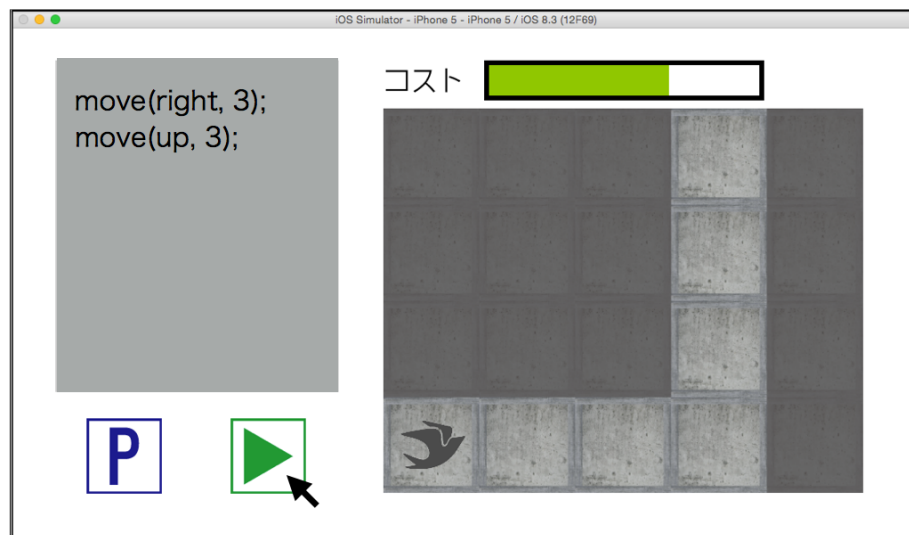 iOS Simulator - iPhone 5 - iPhone 5 / iOS 8.3 (12F69)
move(right, 3);
move(up, 3);
コスト
P